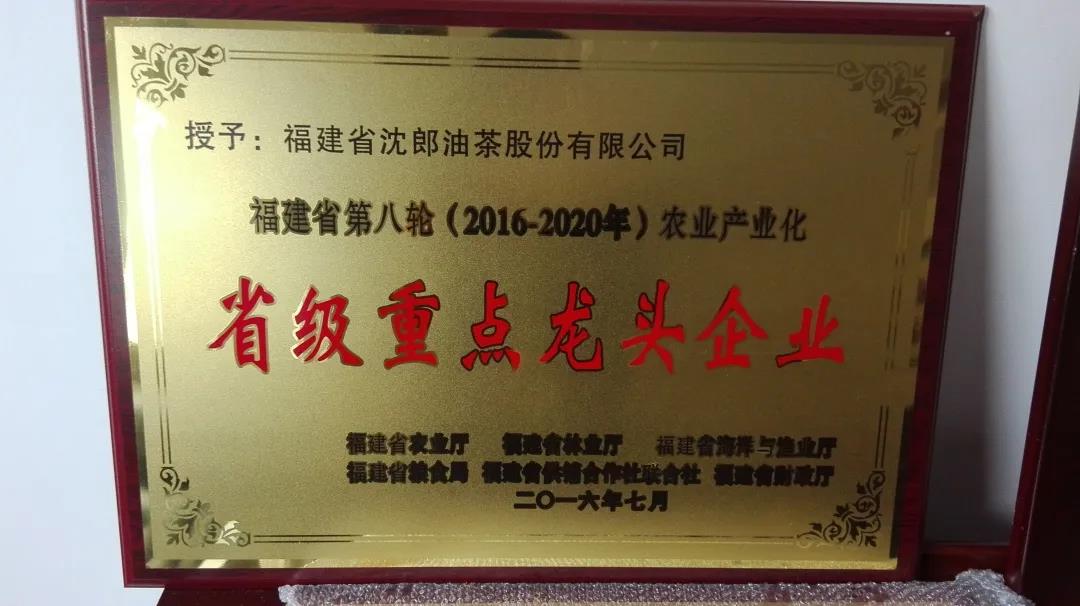 授予：福建省沈郎油茶股份有限公司
福建省第八轮（2016-2020年）农业产业化
省级重点龙头企业
福建省农业厅 福建省林业厅 福建省海洋与渔业厅
福建省粮食局 福建省供销合作社联合社 福建省财政厅
二〇一六年七月